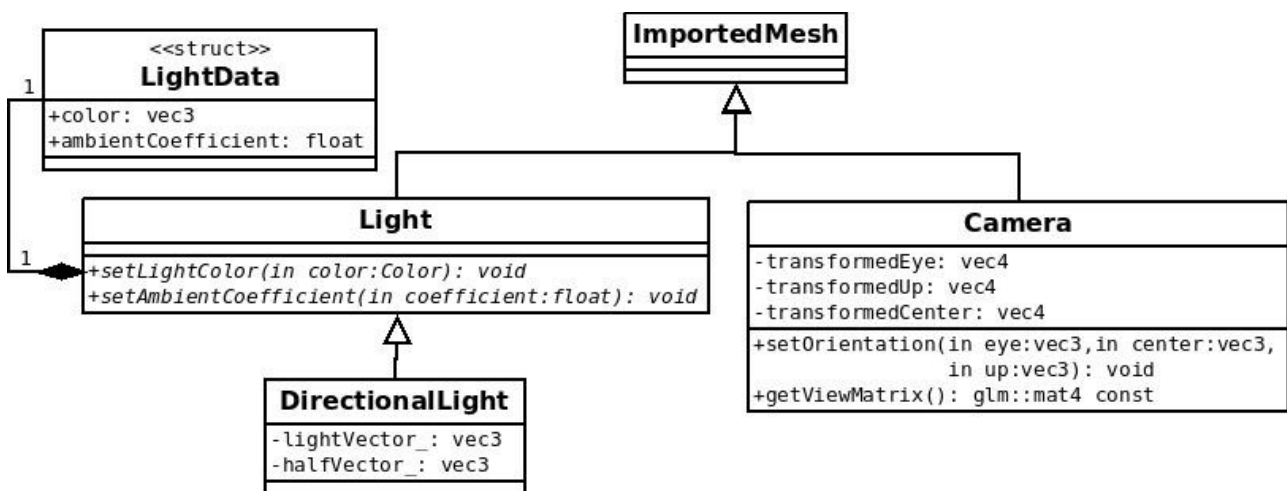 <<struct>>
LightData
+color: vec3
+ambientCoefficient: float
1
1
ImportedMesh
Light
+setLightColor(in color:Color): void
+setAmbientCoefficient(in coefficient:float): void
Camera
-transformedEye: vec4
-transformedUp: vec4
-transformedCenter: vec4
+setOrientation(in eye:vec3,in center:vec3,
in up:vec3): void
+getViewMatrix(): glm::mat4 const
DirectionalLight
-lightVector_: vec3
-halfVector_: vec3